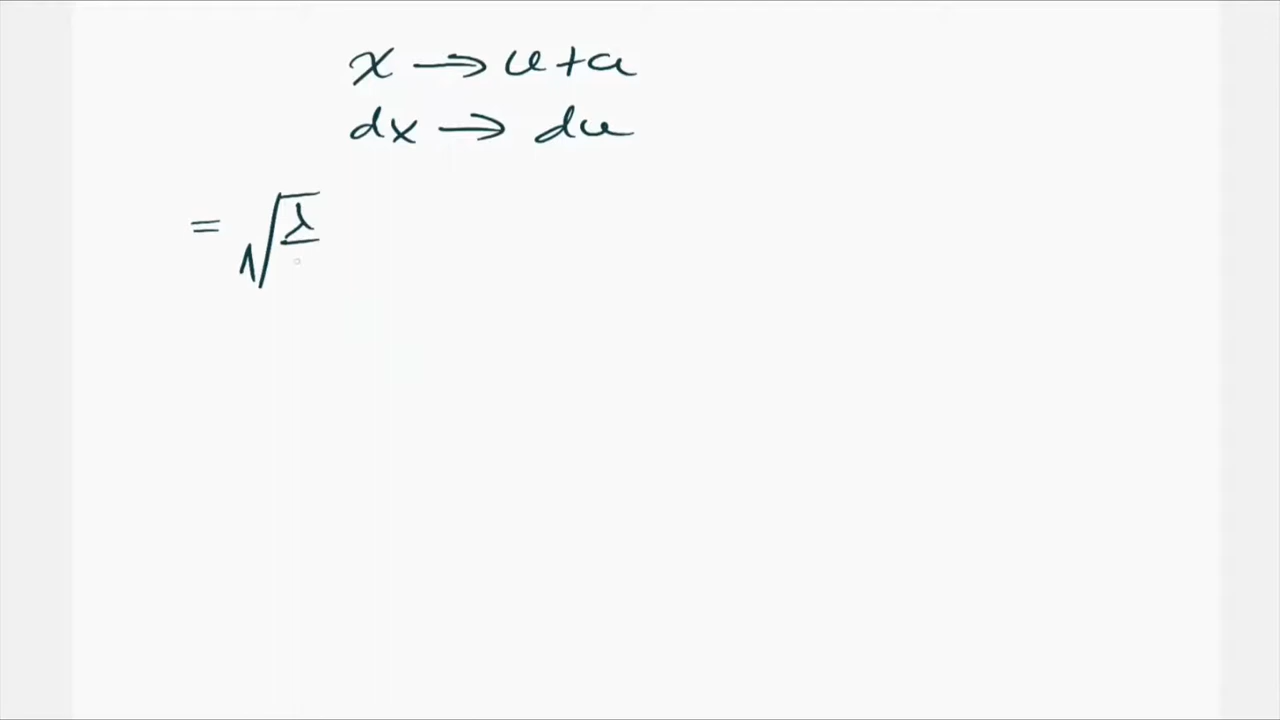 x → u+a
dx → du
= √λ